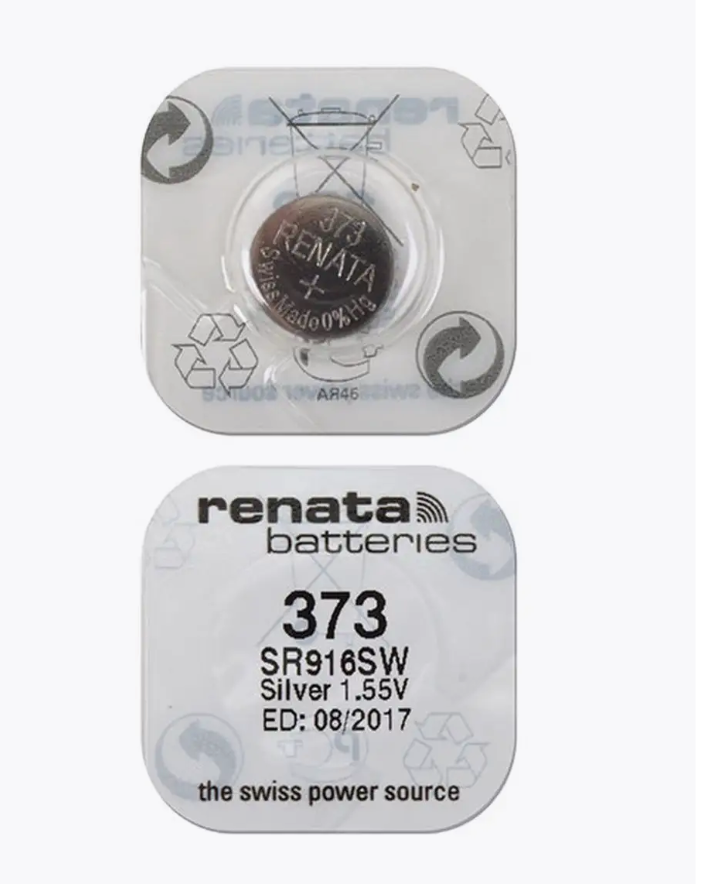 373
RENATA
+
Swiss Made 0% Hg
AR46
renata
batteries
373
SR916SW
Silver 1.55V
ED: 08/2017
the swiss power source